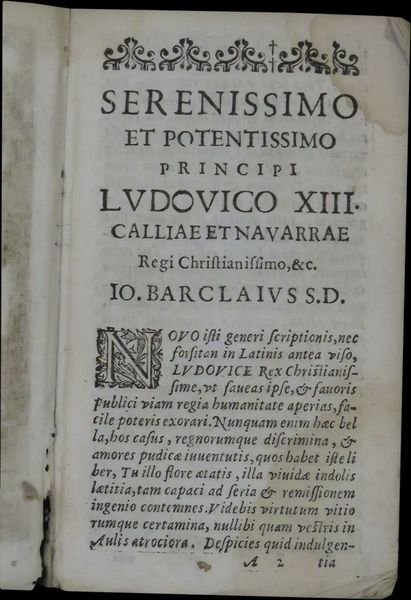 SERENISSIMO
ET POTENTISSIMO
PRINCIPI
LVDOVICO XIII.
CALLIAE ET NAVARRAE
Regi Chriſtianiſſimo, &c.
IO. BARCLAIVS S.D.
NOVO iſti generi ſcriptionis, nec
forſitan in Latinis antea viſo,
LVDOVICE Rex Chriſtianiſ-
ſime, vt faueas ipſe, & fauoris
publici viam regia humanitate aperias, fa-
cile poteris exorari. Nunquam enim hæc bel
la, hos caſus, regnorumque diſcrimina, &
amores pudicæ iuuentutis, quos habet iſte li
ber, Tu illo flore ætatis, illa viuidæ indolis
lætitia, tam capaci ad ſeria & remiſſionem
ingenio contemnes. Videbis virtutum vitio
rumque certamina, nullibi quam veſtris in
Aulis atrociora. Deſpicies quid indulgen-
A 2 tia